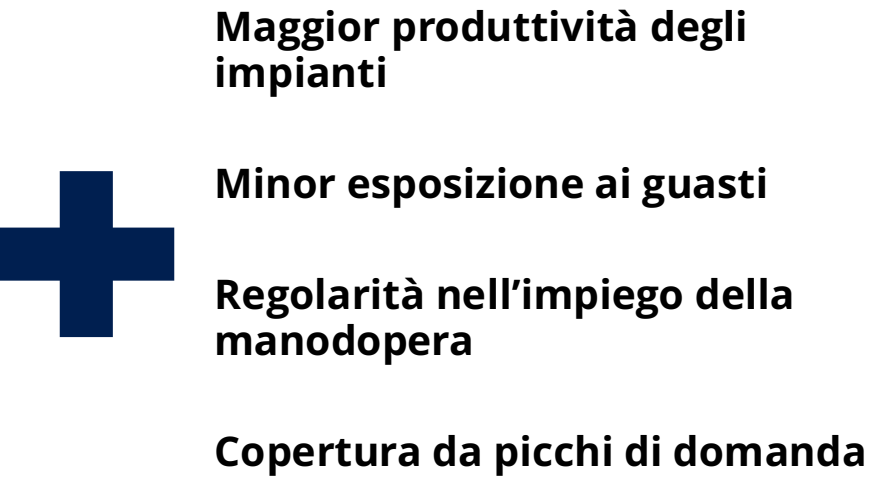 Maggior produttività degli
impianti
Minor esposizione ai guasti
Regolarità nell’impiego della
manodopera
Copertura da picchi di domanda